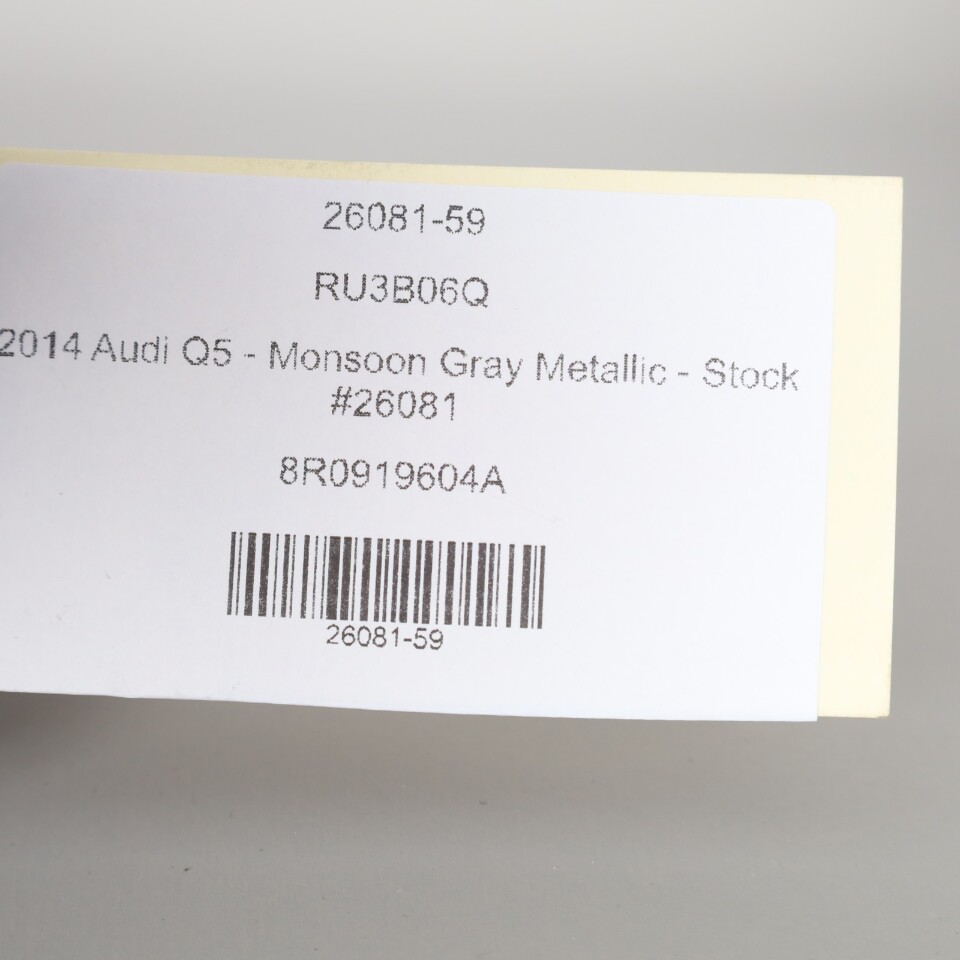 26081-59
RU3B06Q
2014 Audi Q5 - Monsoon Gray Metallic - Stock
#26081
8R0919604A
26081-59